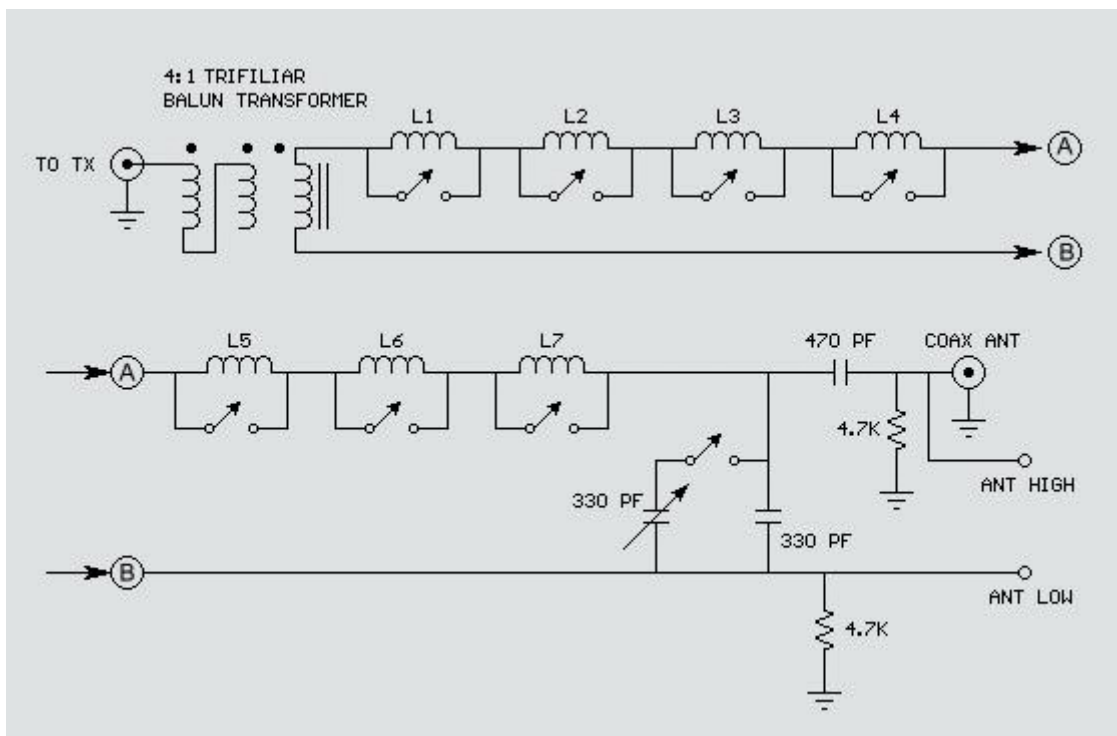 4:1 TRIFILIAR
BALUN TRANSFORMER
TO TX
L1
L2
L3
L4
A
B
L5
L6
L7
470 PF
COAX ANT
A
4.7K
ANT HIGH
330 PF
330 PF
B
ANT LOW
4.7K